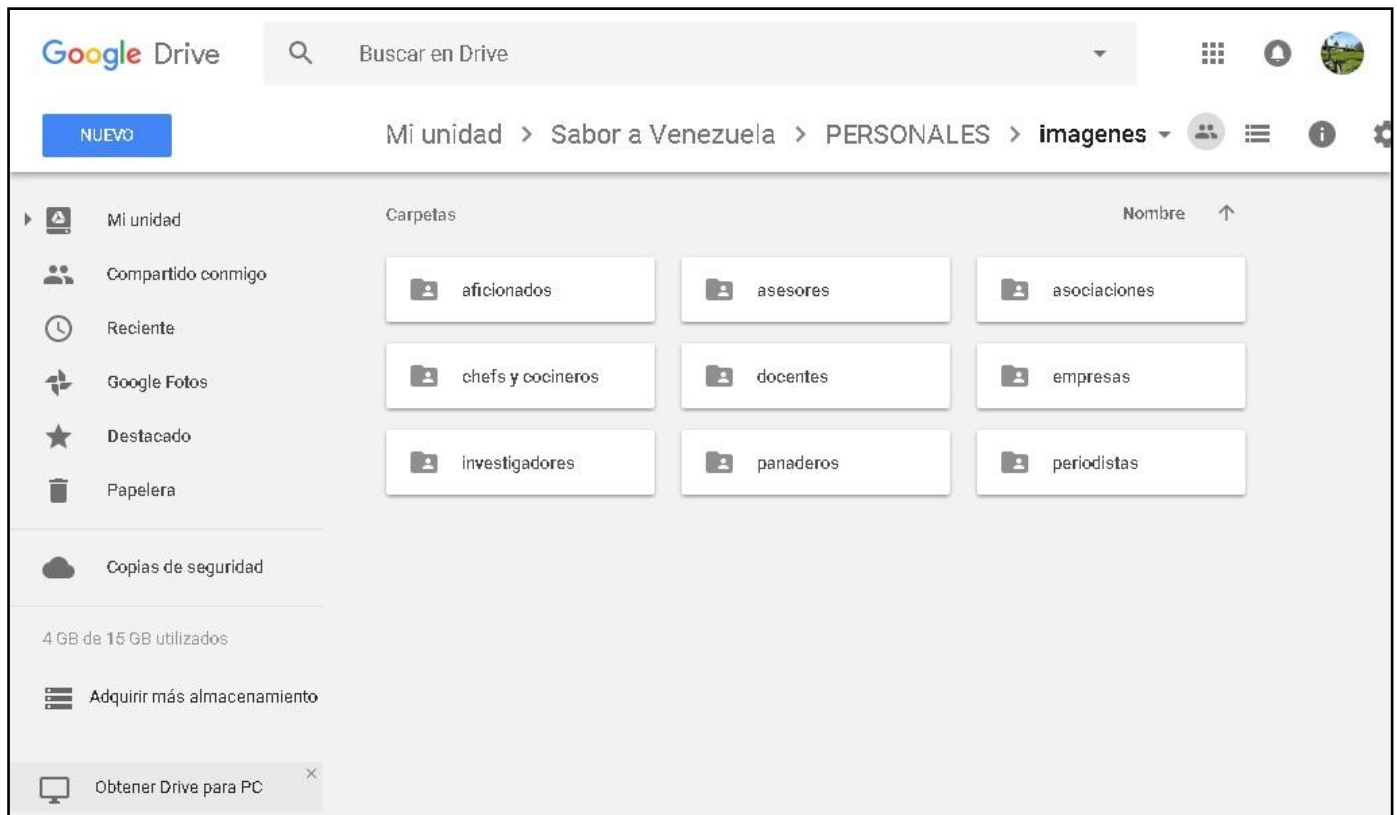 Google Drive
Buscar en Drive
NUEVO
Mi unidad > Sabor a Venezuela > PERSONALES > imagenes
Mi unidad
Compartido conmigo
Reciente
Google Fotos
Destacado
Papelera
Copias de seguridad
4 GB de 15 GB utilizados
Adquirir más almacenamiento
Obtener Drive para PC
Carpetas Nombre
aficionados asesores asociaciones
chefs y cocineros docentes empresas
investigadores panaderos periodistas